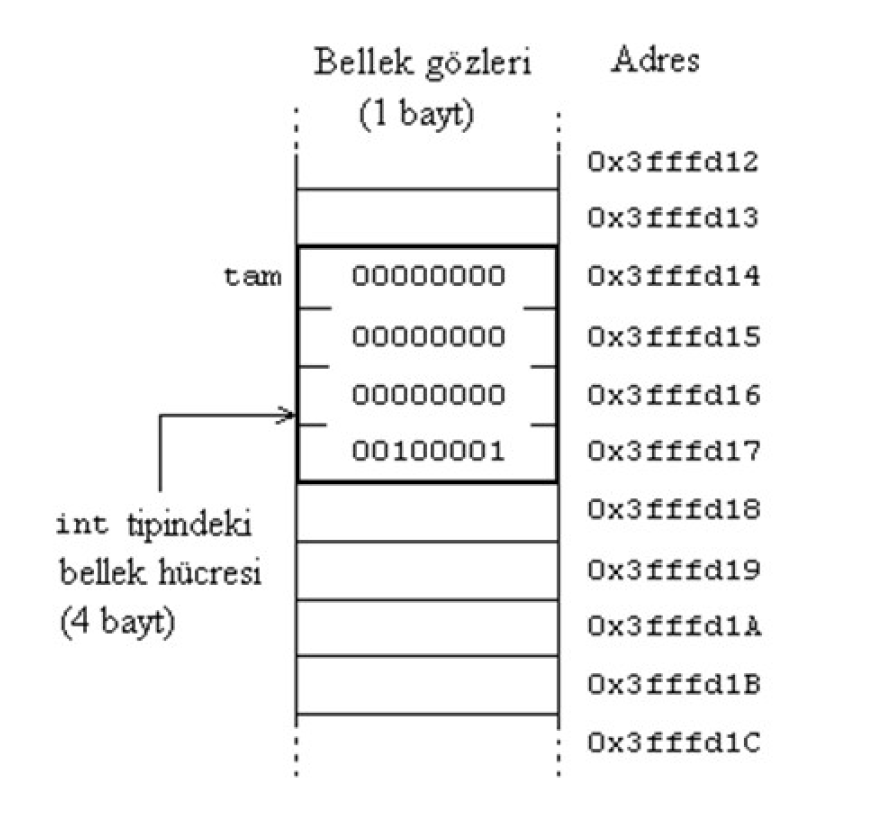 Bellek gözleri
(1 bayt)
Adres
0x3fffd12
0x3fffd13
tam 00000000 0x3fffd14
00000000 0x3fffd15
00000000 0x3fffd16
00100001 0x3fffd17
int tipindeki
bellek hücresi
(4 bayt)
0x3fffd18
0x3fffd19
0x3fffd1A
0x3fffd1B
0x3fffd1C